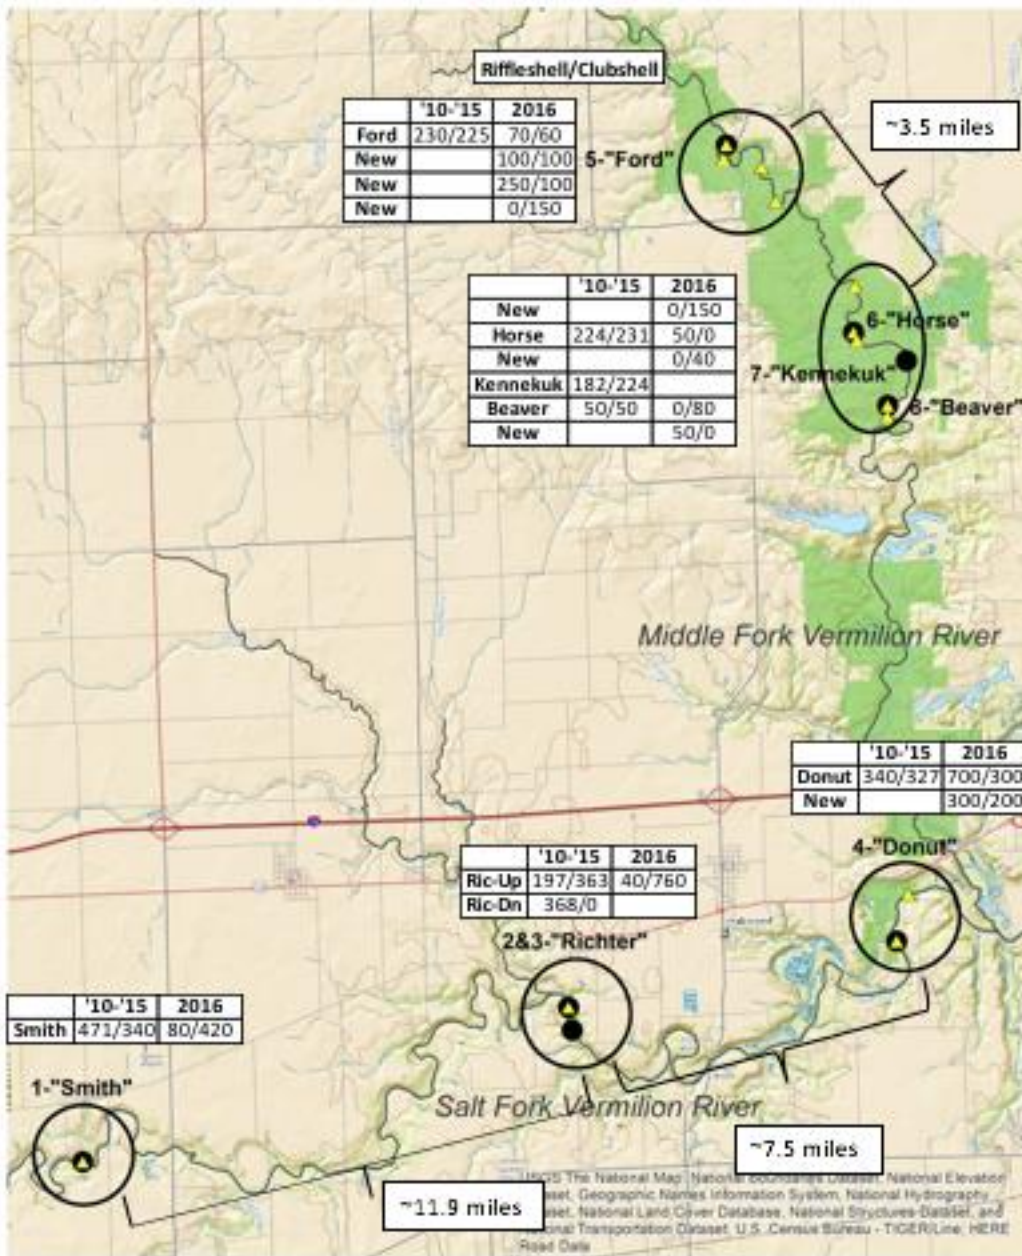 Riffleshell/Clubshell
'10-'15 2016
Ford 230/225 70/60
New 100/100
New 250/100
New 0/150
5-"Ford"
~3.5 miles
'10-'15 2016
New 0/150
Horse 224/231 50/0
New 0/40
Kennekuk 182/224
Beaver 50/50 0/80
New 50/0
6-"Horse"
7-"Kennekuk"
8-"Beaver"
Middle Fork Vermilion River
'10-'15 2016
Donut 340/327 700/300
New 300/200
4-"Donut"
'10-'15 2016
Ric-Up 197/363 40/760
Ric-Dn 368/0
2&3-"Richter"
'10-'15 2016
Smith 471/340 80/420
1-"Smith"
Salt Fork Vermilion River
~7.5 miles
~11.9 miles
USGS The National Map: National Boundaries Dataset, National Elevation
Geographic Names Information System, National Hydrography
National Land Cover Database, National Structures Dataset, and
Transportation Dataset; U.S. Census Bureau - TIGER/Line; HERE
Road Data